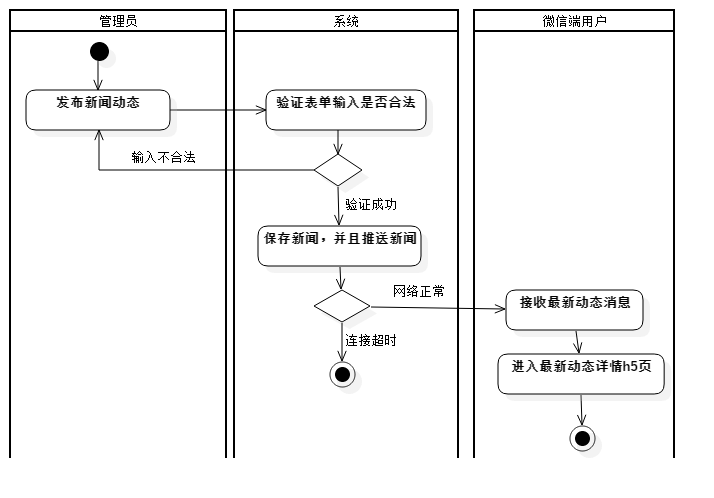 管理员
系统
微信端用户
发布新闻动态
验证表单输入是否合法
输入不合法
验证成功
保存新闻，并且推送新闻
网络正常
接收最新动态消息
连接超时
进入最新动态详情h5页